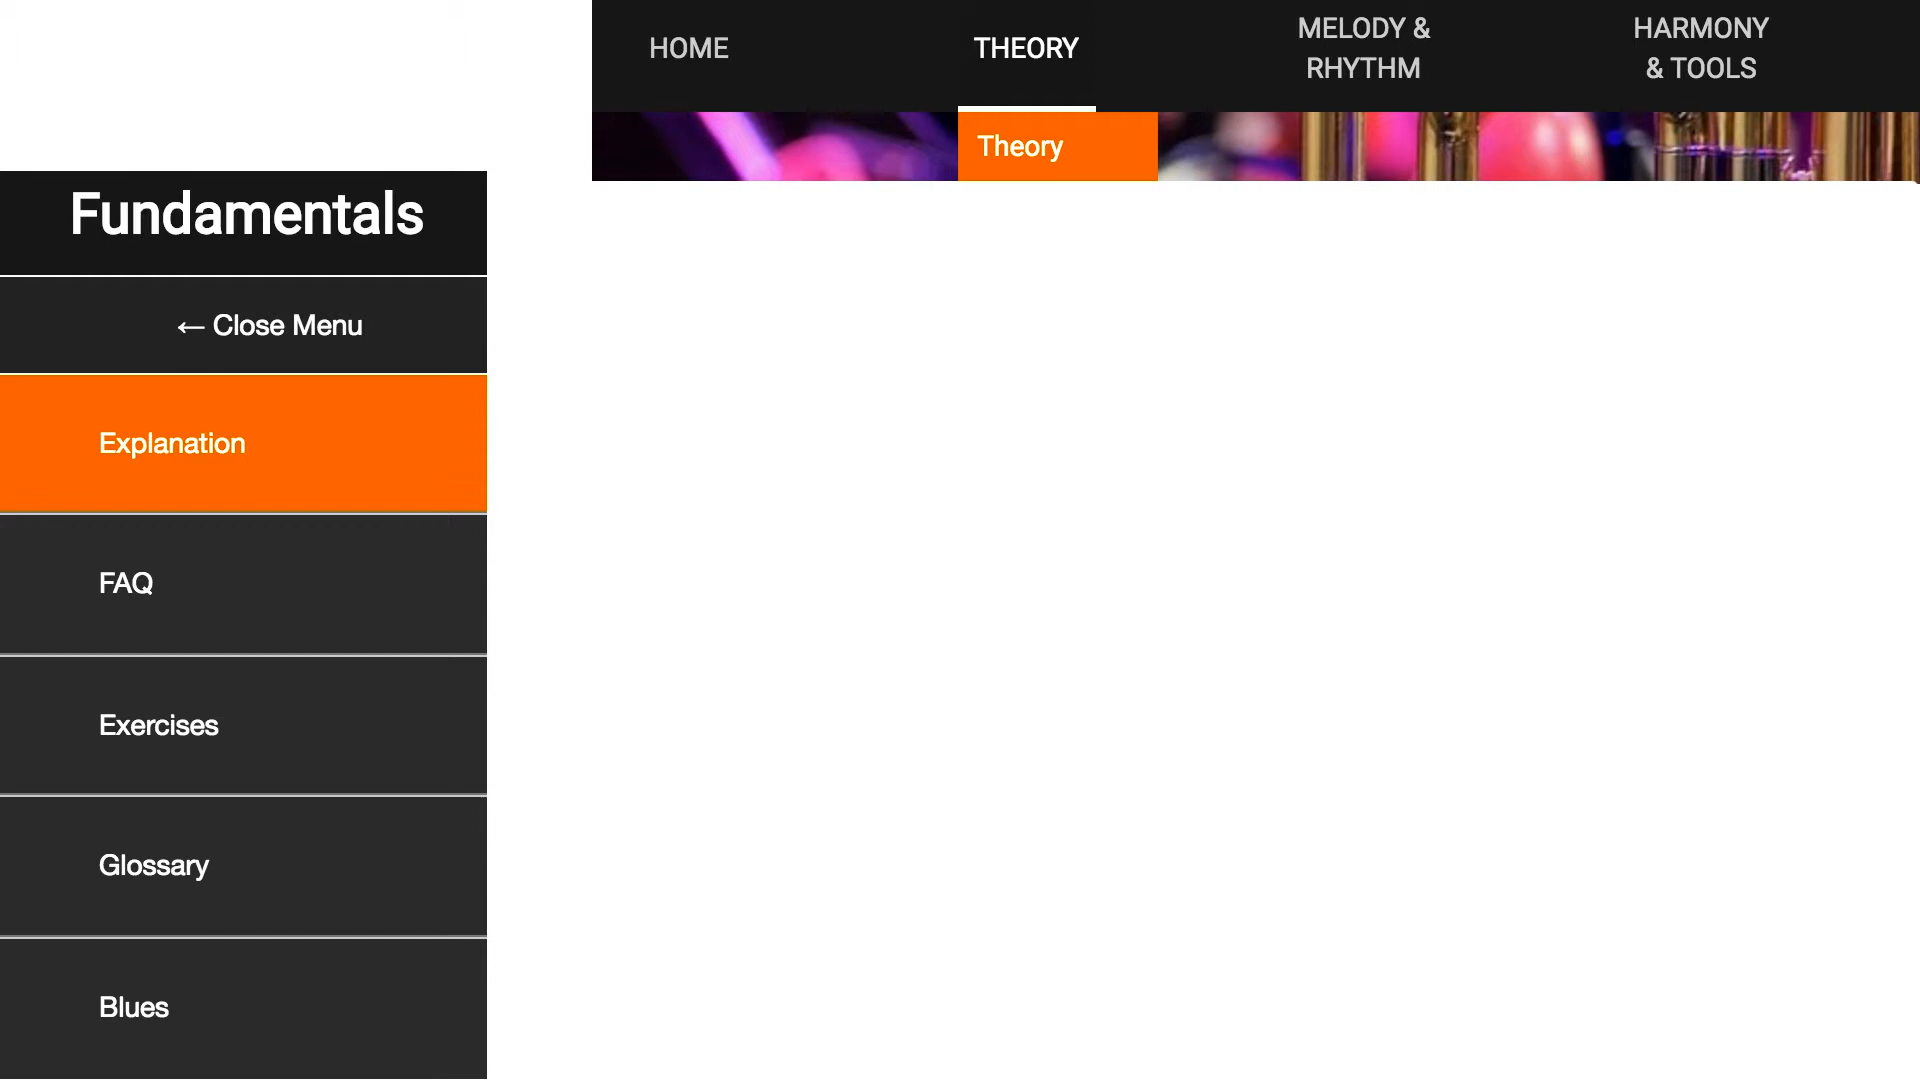 HOME
THEORY
MELODY &
RHYTHM
HARMONY
& TOOLS
Theory
Fundamentals
← Close Menu
Explanation
FAQ
Exercises
Glossary
Blues